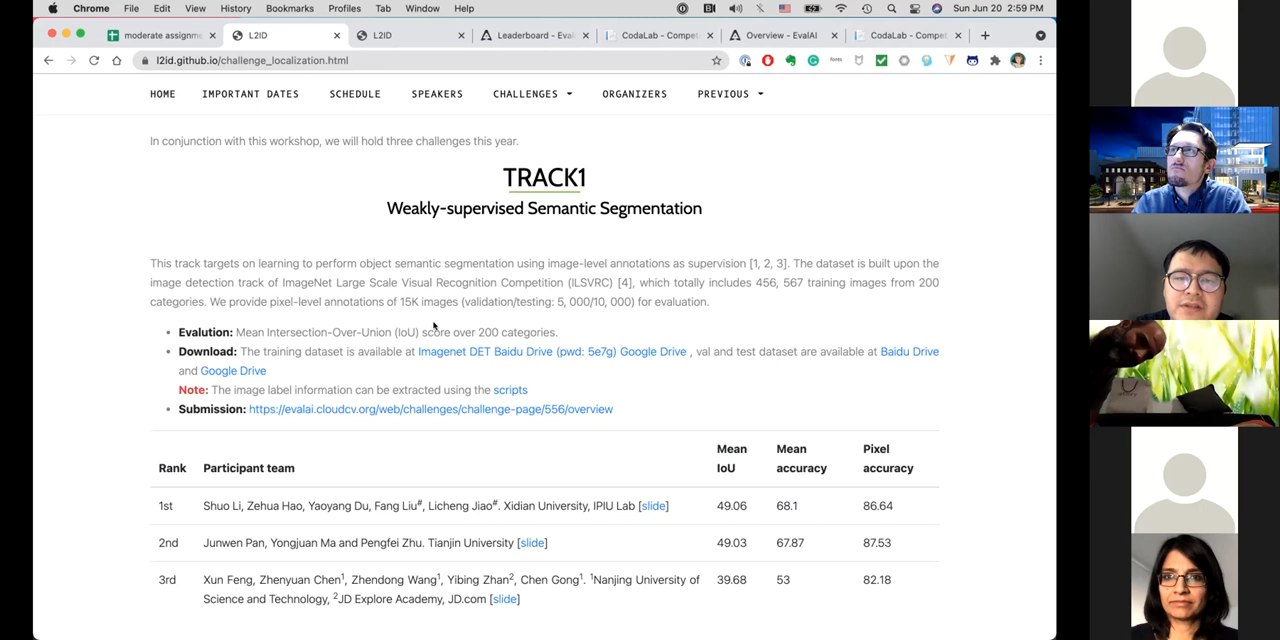 Chrome File Edit View History Bookmarks Profiles Tab Window Help Sun Jun 20 2:59 PM
moderate assignm L2ID L2ID Leaderboard - Eval CodaLab - Compet Overview - EvalAI CodaLab - Compet
l2id.github.io/challenge_localization.html
HOME IMPORTANT DATES SCHEDULE SPEAKERS CHALLENGES ORGANIZERS PREVIOUS
In conjunction with this workshop, we will hold three challenges this year.
TRACK1
Weakly-supervised Semantic Segmentation
This track targets on learning to perform object semantic segmentation using image-level annotations as supervision [1, 2, 3]. The dataset is built upon the
image detection track of ImageNet Large Scale Visual Recognition Competition (ILSVRC) [4], which totally includes 456, 567 training images from 200
categories. We provide pixel-level annotations of 15K images (validation/testing: 5, 000/10, 000) for evaluation.
• Evalution: Mean Intersection-Over-Union (IoU) score over 200 categories.
• Download: The training dataset is available at Imagenet DET Baidu Drive (pwd: 5e7g) Google Drive , val and test dataset are available at Baidu Drive
and Google Drive
Note: The image label information can be extracted using the scripts
• Submission: https://evalai.cloudcv.org/web/challenges/challenge-page/556/overview
Rank Participant team Mean IoU Mean accuracy Pixel accuracy
1st Shuo Li, Zehua Hao, Yaoyang Du, Fang Liu#, Licheng Jiao#. Xidian University, IPIU Lab [slide] 49.06 68.1 86.64
2nd Junwen Pan, Yongjuan Ma and Pengfei Zhu. Tianjin University [slide] 49.03 67.87 87.53
3rd Xun Feng, Zhenyuan Chen1, Zhendong Wang1, Yibing Zhan2, Chen Gong1. 1Nanjing University of 39.68 53 82.18
Science and Technology, 2JD Explore Academy, JD.com [slide]